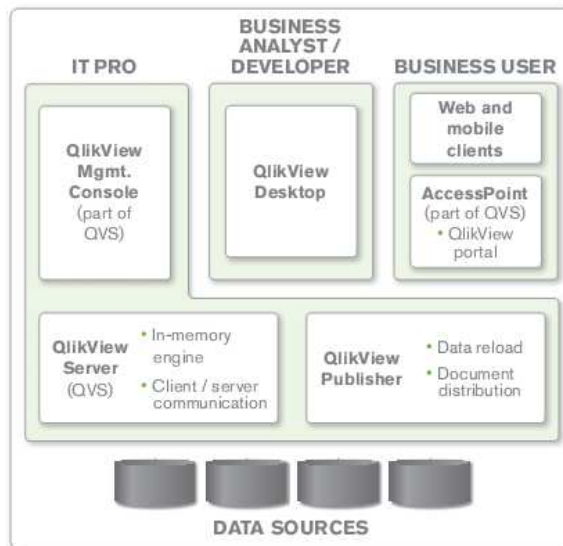 IT PRO
BUSINESS
ANALYST /
DEVELOPER
BUSINESS USER
QlikView
Mgmt.
Console
(part of
QVS)
QlikView
Desktop
Web and
mobile
clients
AccessPoint
(part of QVS)
• QlikView
portal
QlikView
Server
(QVS)
• In-memory
engine
• Client / server
communication
QlikView
Publisher
• Data reload
• Document
distribution
DATA SOURCES